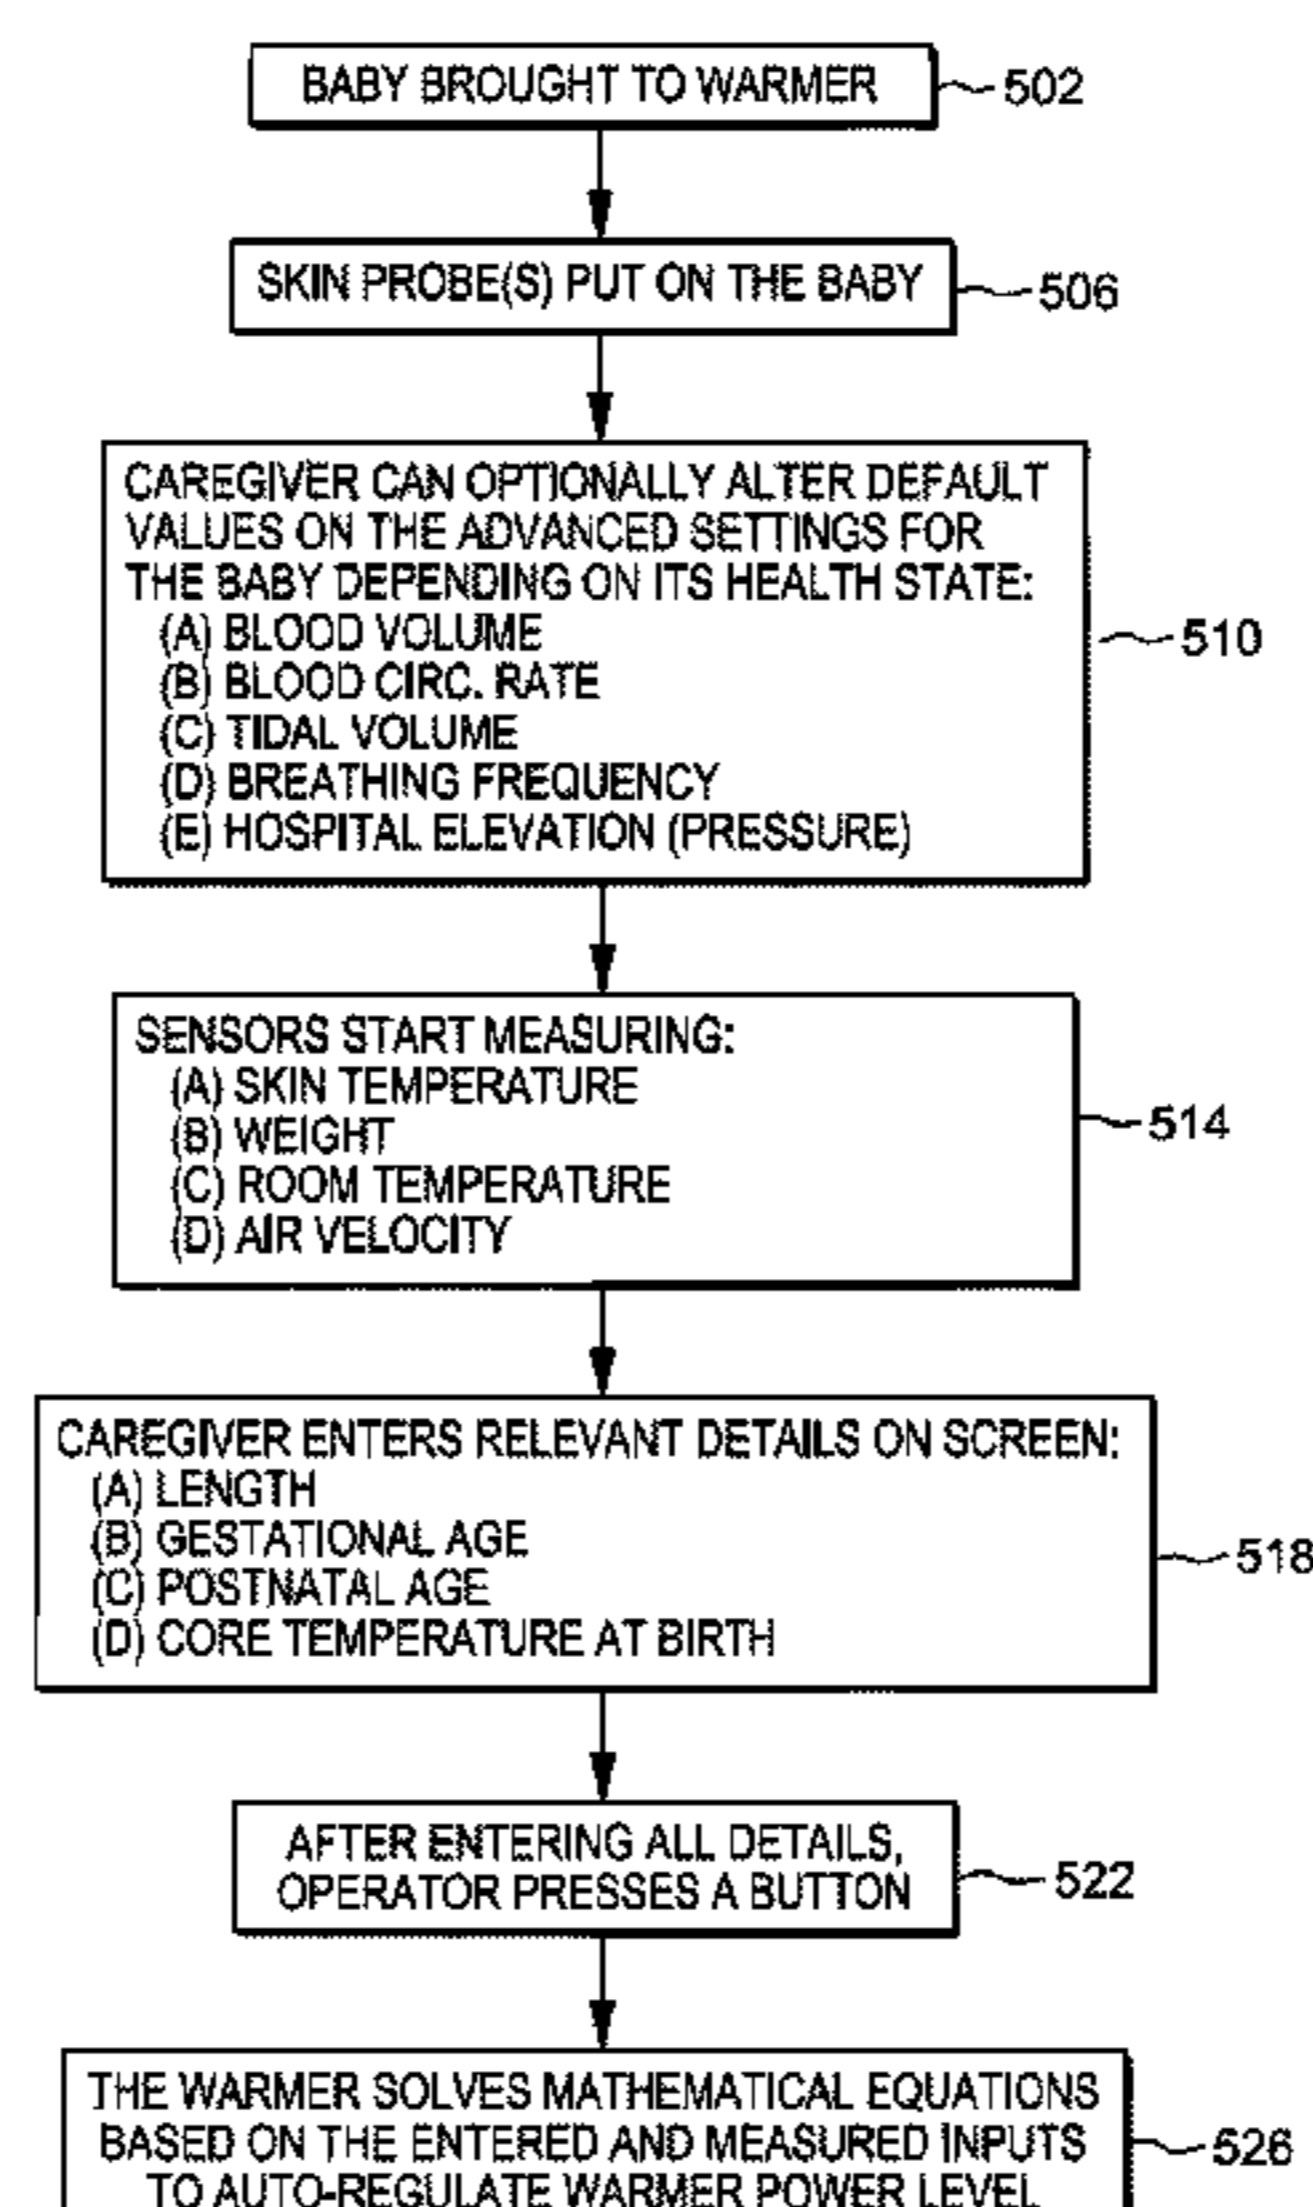 BABY BROUGHT TO WARMER
502
SKIN PROBE(S) PUT ON THE BABY
506
CAREGIVER CAN OPTIONALLY ALTER DEFAULT
VALUES ON THE ADVANCED SETTINGS FOR
THE BABY DEPENDING ON ITS HEALTH STATE:
(A) BLOOD VOLUME
(B) BLOOD CIRC. RATE
(C) TIDAL VOLUME
(D) BREATHING FREQUENCY
(E) HOSPITAL ELEVATION (PRESSURE)
510
SENSORS START MEASURING:
(A) SKIN TEMPERATURE
(B) WEIGHT
(C) ROOM TEMPERATURE
(D) AIR VELOCITY
514
CAREGIVER ENTERS RELEVANT DETAILS ON SCREEN:
(A) LENGTH
(B) GESTATIONAL AGE
(C) POSTNATAL AGE
(D) CORE TEMPERATURE AT BIRTH
518
AFTER ENTERING ALL DETAILS,
OPERATOR PRESSES A BUTTON
522
THE WARMER SOLVES MATHEMATICAL EQUATIONS
BASED ON THE ENTERED AND MEASURED INPUTS
TO AUTO-REGULATE WARMER POWER LEVEL
526